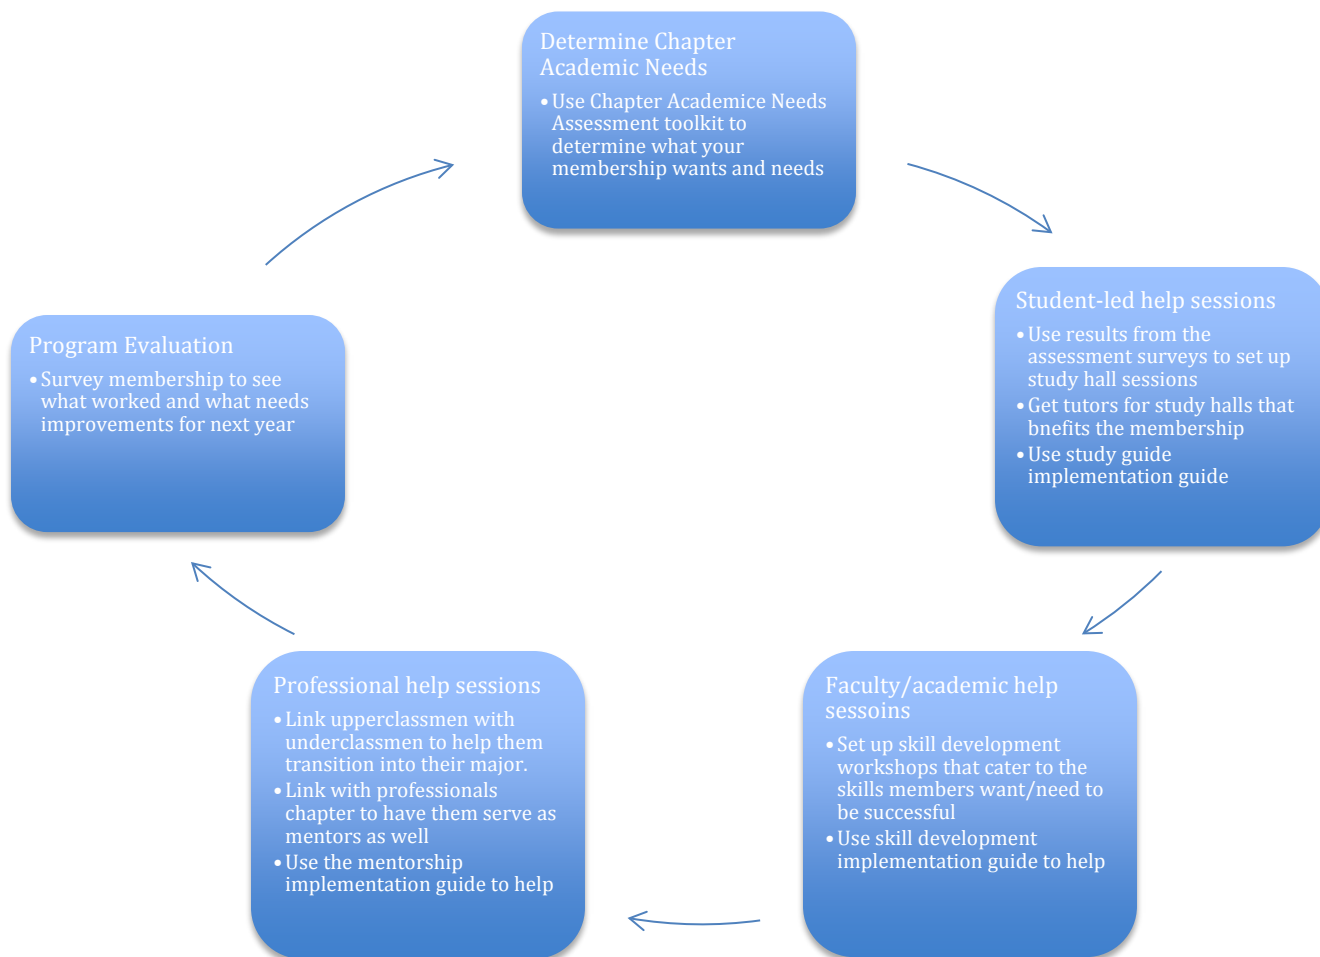 Determine Chapter
Academic Needs
• Use Chapter Academice Needs
Assessment toolkit to
determine what your
membership wants and needs
Student-led help sessions
• Use results from the
assessment surveys to set up
study hall sessions
• Get tutors for study halls that
bnefits the membership
• Use study guide
implementation guide
Faculty/academic help
sessoins
• Set up skill development
workshops that cater to the
skills members want/need to
be successful
• Use skill development
implementation guide to help
Professional help sessions
• Link upperclassmen with
underclassmen to help them
transition into their major.
• Link with professionals
chapter to have them serve as
mentors as well
• Use the mentorship
implementation guide to help
Program Evaluation
• Survey membership to see
what worked and what needs
improvements for next year